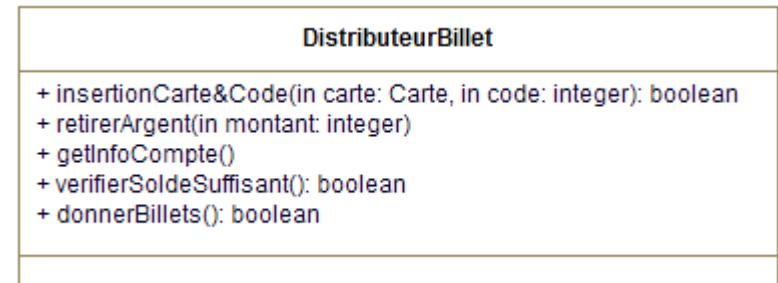 DistributeurBillet
+ insertionCarte&Code(in carte: Carte, in code: integer): boolean
+ retirerArgent(in montant: integer)
+ getInfoCompte()
+ verifierSoldeSuffisant(): boolean
+ donnerBillets(): boolean